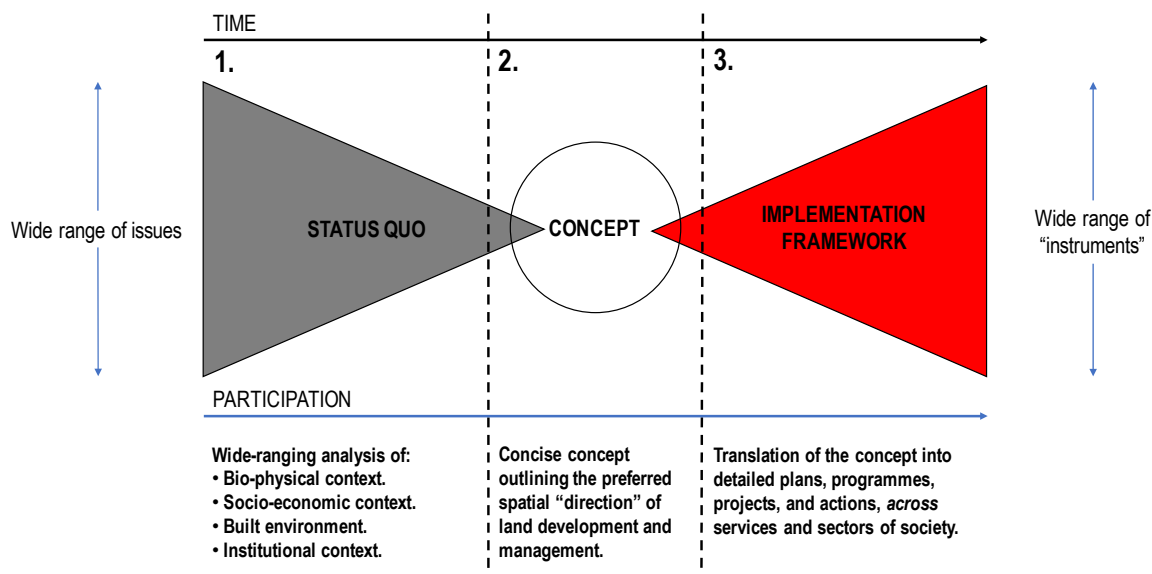 TIME
1.
2.
3.
Wide range of issues
STATUS QUO
CONCEPT
IMPLEMENTATION
FRAMEWORK
Wide range of
“instruments”
PARTICIPATION
Wide-ranging analysis of:
• Bio-physical context.
• Socio-economic context.
• Built environment.
• Institutional context.
Concise concept
outlining the preferred
spatial “direction” of
land development and
management.
Translation of the concept into
detailed plans, programmes,
projects, and actions, across
services and sectors of society.